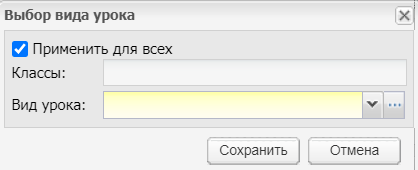 Выбор вида урока
Применить для всех
Классы:
Вид урока:
Сохранить Отмена